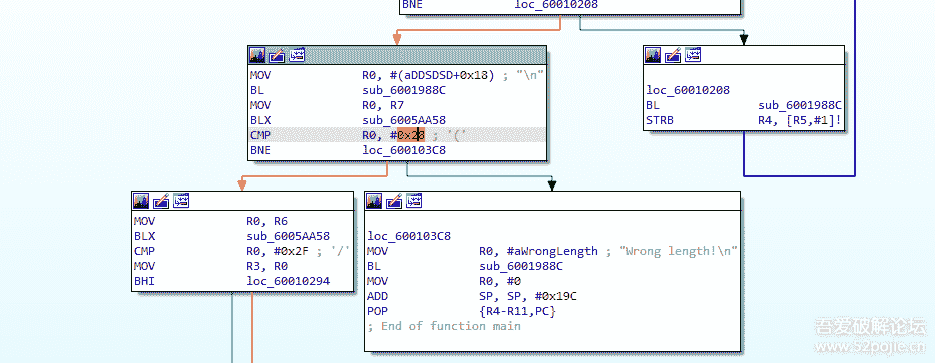 BNE loc_60010208
MOV R0, #(aDDSDSD+0x18) ; "\n"
BL sub_6001988C
MOV R0, R7
BLX sub_6005AA58
CMP R0, #0x28 ; '('
BNE loc_600103C8
loc_60010208
BL sub_6001988C
STRB R4, [R5,#1]!
MOV R0, R6
BLX sub_6005AA58
CMP R0, #0x2F ; '/'
MOV R3, R0
BHI loc_60010294
loc_600103C8
MOV R0, #aWrongLength ; "Wrong length!\n"
BL sub_6001988C
MOV R0, #0
ADD SP, SP, #0x19C
POP {R4-R11,PC}
; End of function main
吾爱破解论坛
www.52pojie.cn